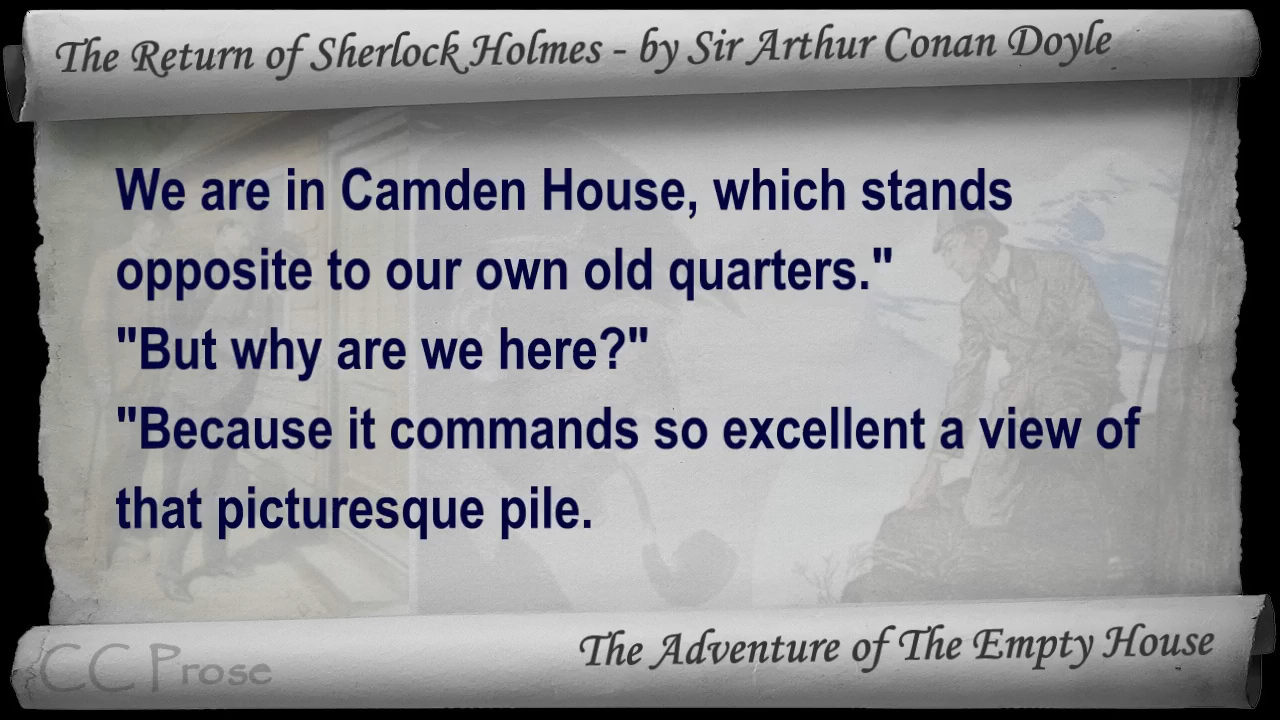 The Return of Sherlock Holmes - by Sir Arthur Conan Doyle
We are in Camden House, which stands
opposite to our own old quarters."
"But why are we here?"
"Because it commands so excellent a view of
that picturesque pile.
The Adventure of The Empty House
CC Prose